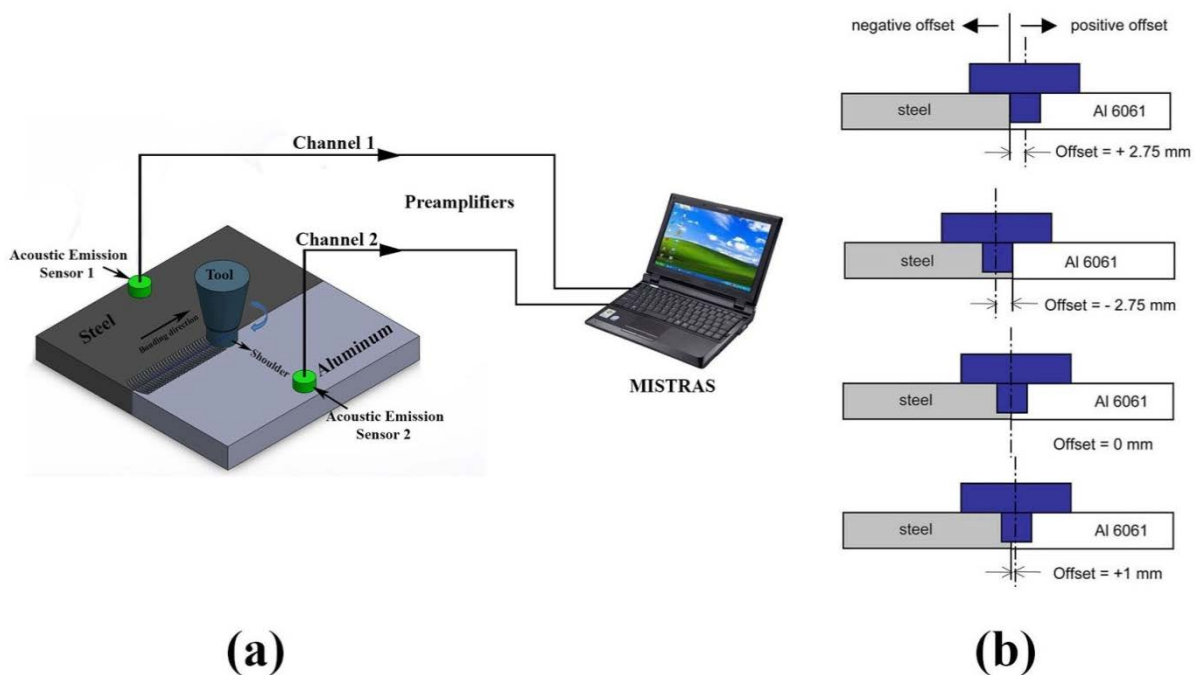 Channel 1
Preamplifiers
Channel 2
Acoustic Emission
Sensor 1
Tool
Steel
Bonding direction
Shoulder
Aluminum
Acoustic Emission
Sensor 2
MISTRAS
(a)
negative offset
positive offset
steel
Al 6061
Offset = + 2.75 mm
steel
Al 6061
Offset = - 2.75 mm
steel
Al 6061
Offset = 0 mm
steel
Al 6061
Offset = +1 mm
(b)